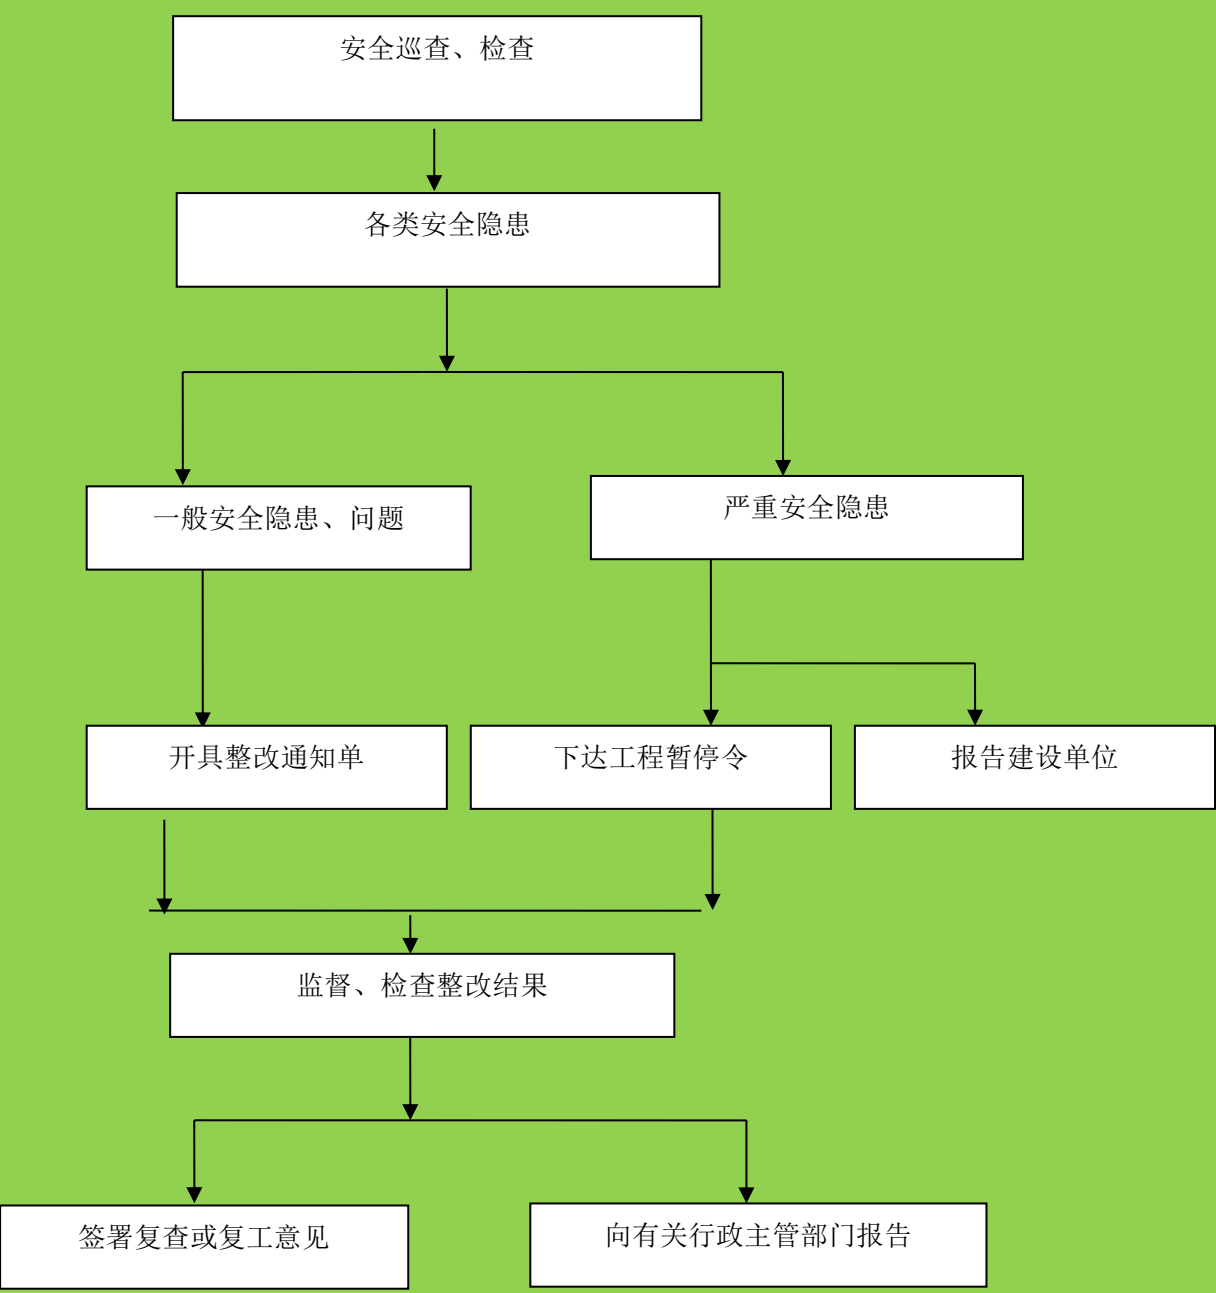 安全巡查、检查
各类安全隐患
一般安全隐患、问题
严重安全隐患
开具整改通知单
下达工程暂停令
报告建设单位
监督、检查整改结果
签署复查或复工意见
向有关行政主管部门报告